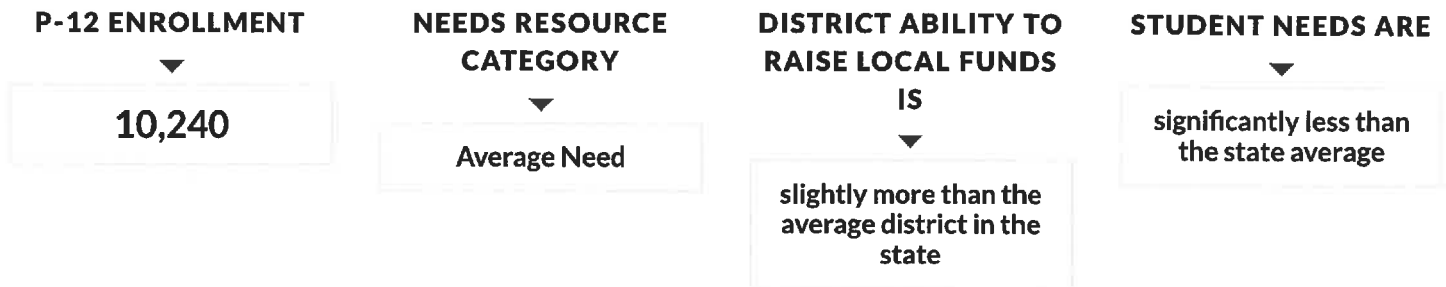 P-12 ENROLLMENT
10,240
NEEDS RESOURCE
CATEGORY
Average Need
DISTRICT ABILITY TO
RAISE LOCAL FUNDS
IS
slightly more than the
average district in the
state
STUDENT NEEDS ARE
significantly less than
the state average